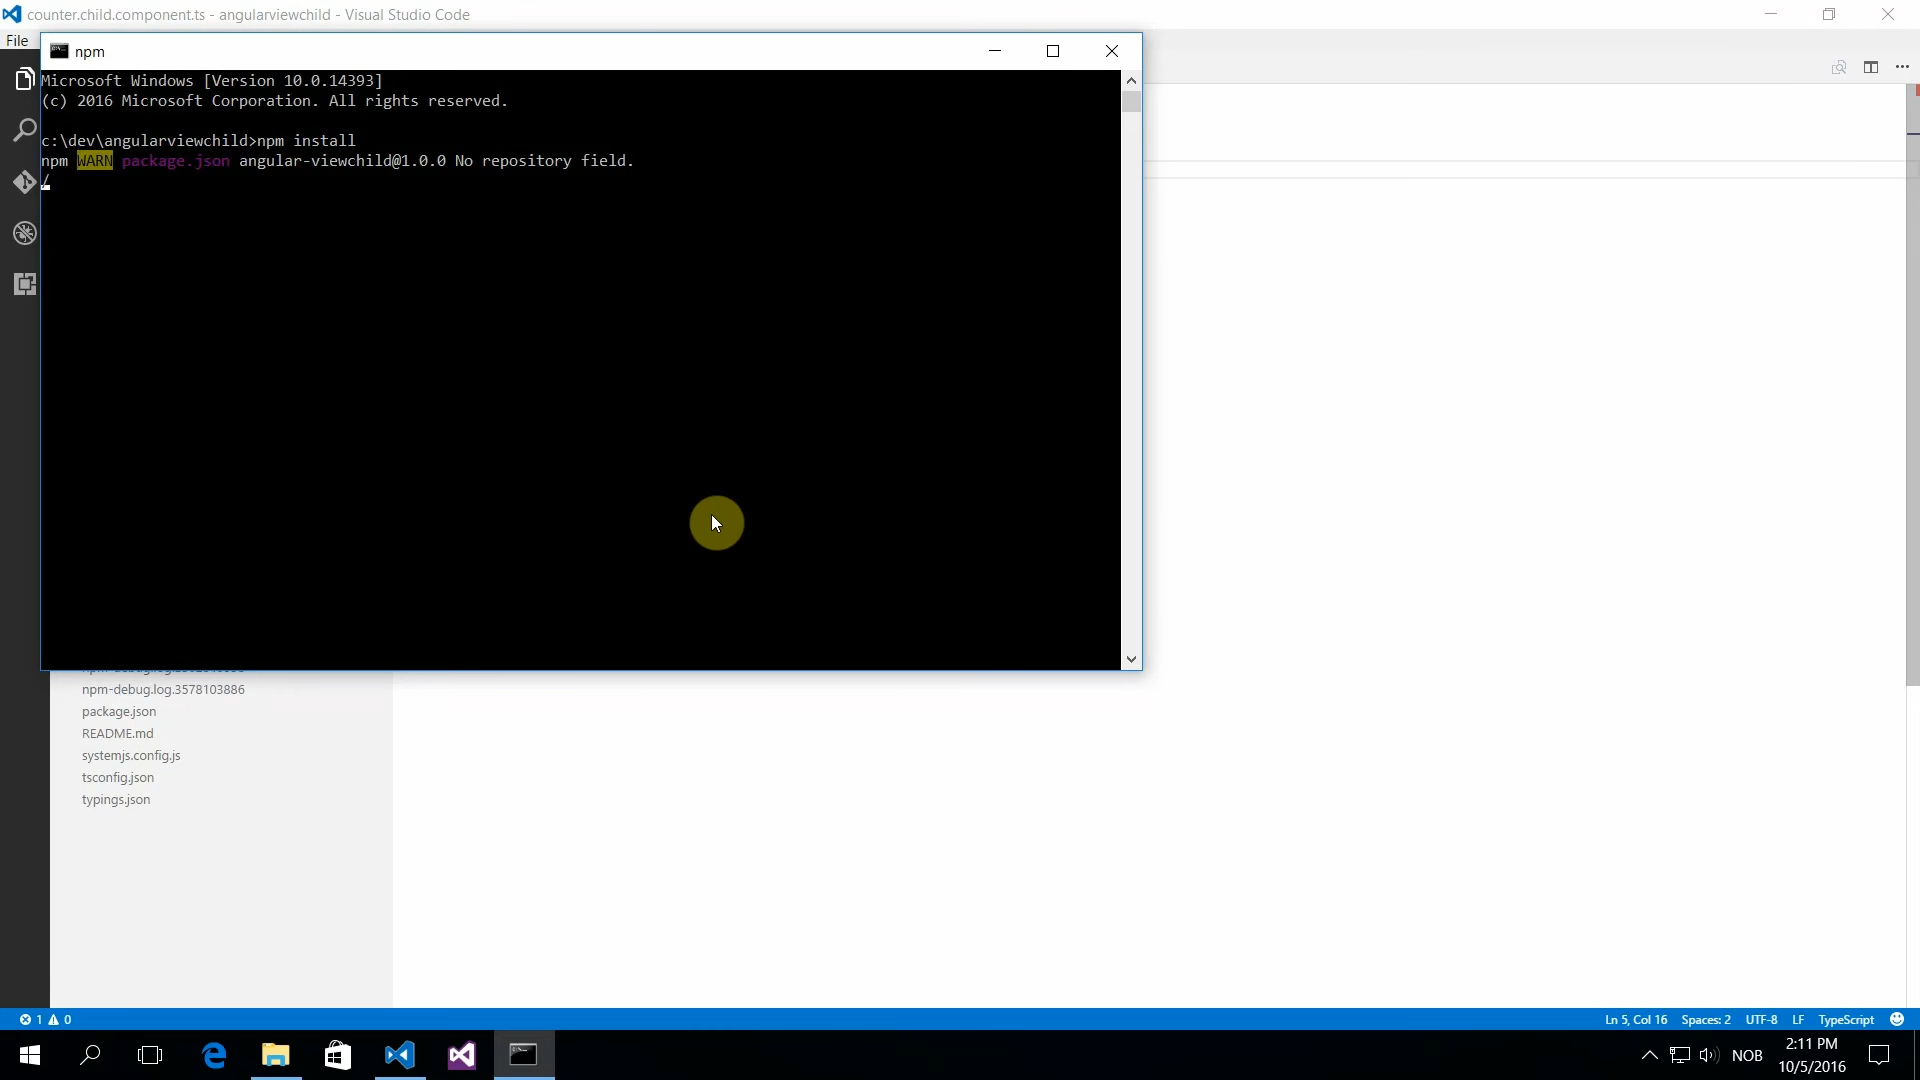 counter.child.component.ts - angularviewchild - Visual Studio Code
File
npm
Microsoft Windows [Version 10.0.14393]
(c) 2016 Microsoft Corporation. All rights reserved.
c:\dev\angularviewchild>npm install
npm WARN package.json angular-viewchild@1.0.0 No repository field.
/
npm-debug.log.3578103886
package.json
README.md
systemjs.config.js
tsconfig.json
typings.json
1 0
Ln 5, Col 16 Spaces: 2 UTF-8 LF TypeScript
NOB
2:11 PM
10/5/2016